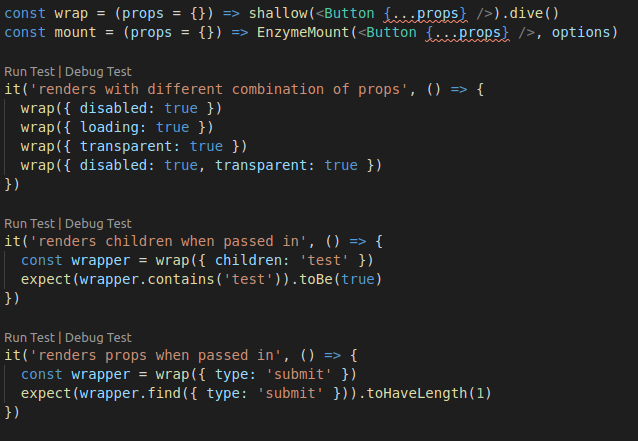 const wrap = (props = {}) => shallow(<Button {...props} />).dive()
const mount = (props = {}) => EnzymeMount(<Button {...props} />, options)
Run Test | Debug Test
it('renders with different combination of props', () => {
  wrap({ disabled: true })
  wrap({ loading: true })
  wrap({ transparent: true })
  wrap({ disabled: true, transparent: true })
})
Run Test | Debug Test
it('renders children when passed in', () => {
  const wrapper = wrap({ children: 'test' })
  expect(wrapper.contains('test')).toBe(true)
})
Run Test | Debug Test
it('renders props when passed in', () => {
  const wrapper = wrap({ type: 'submit' })
  expect(wrapper.find({ type: 'submit' })).toHaveLength(1)
})